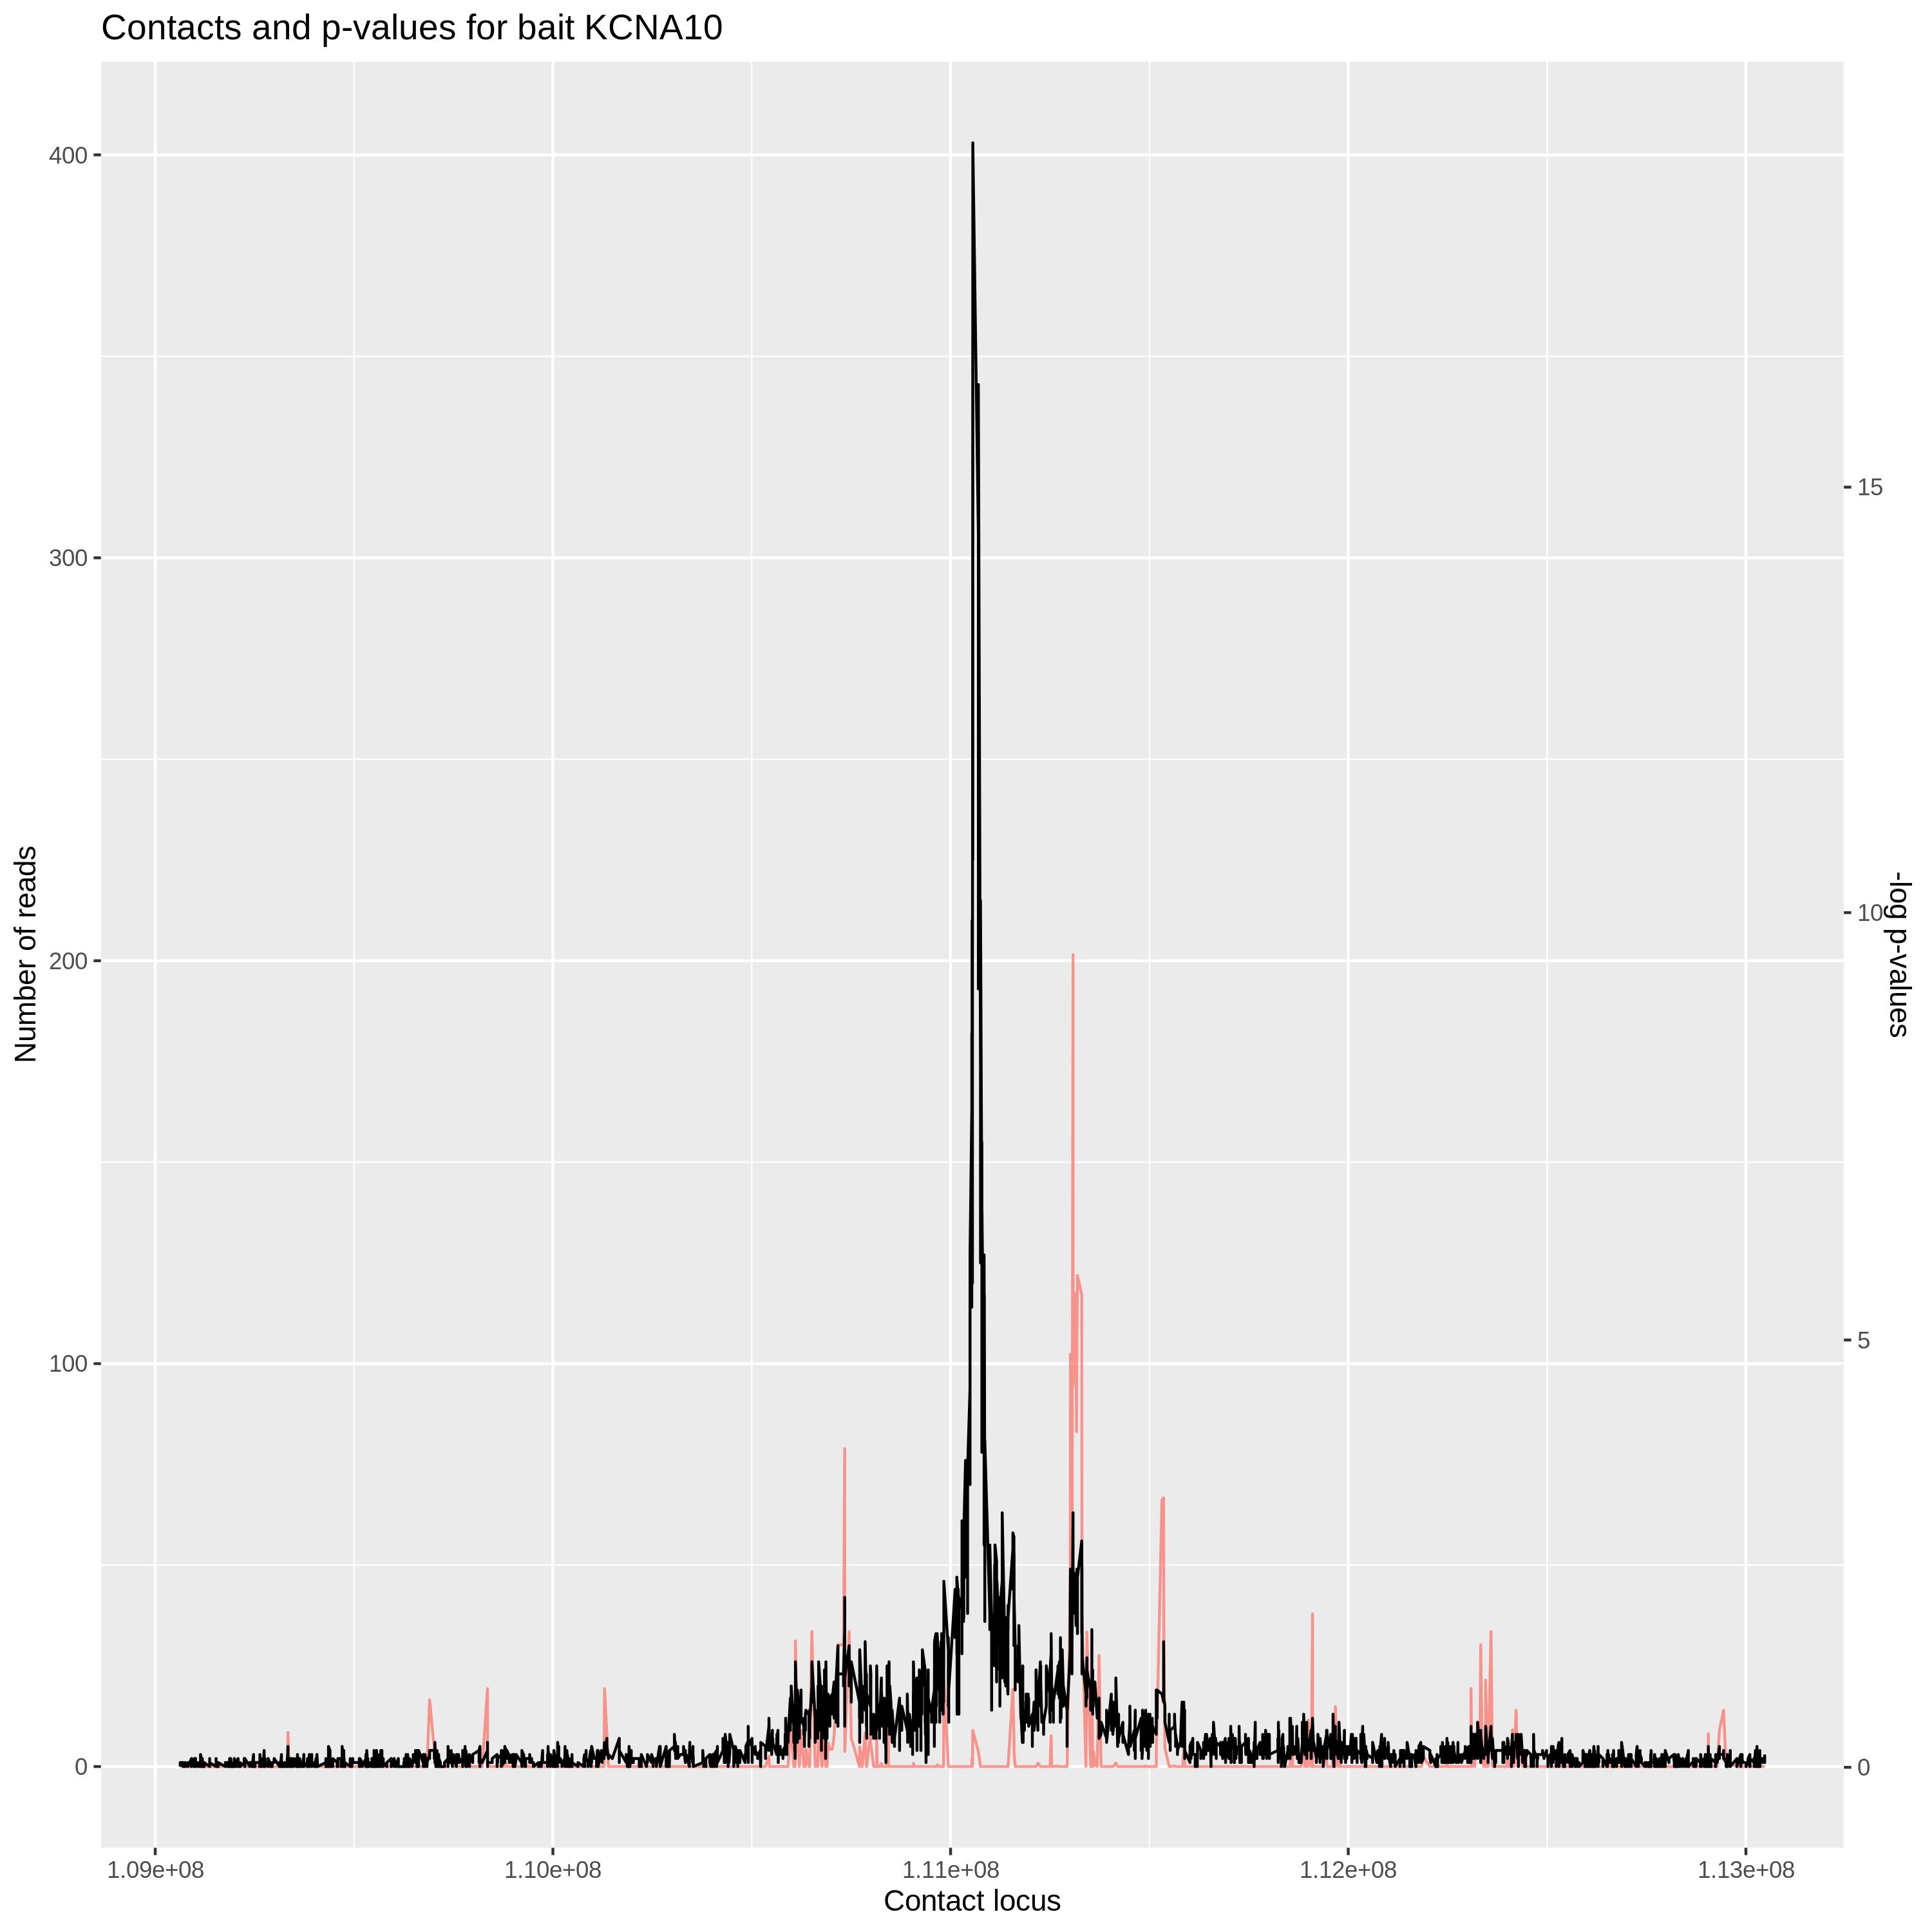 Contacts and p-values for bait KCNA10
400
300
200
100
0
Number of reads
15
10
5
0
-log p-values
1.09e+08
1.10e+08
1.11e+08
1.12e+08
1.13e+08
Contact locus